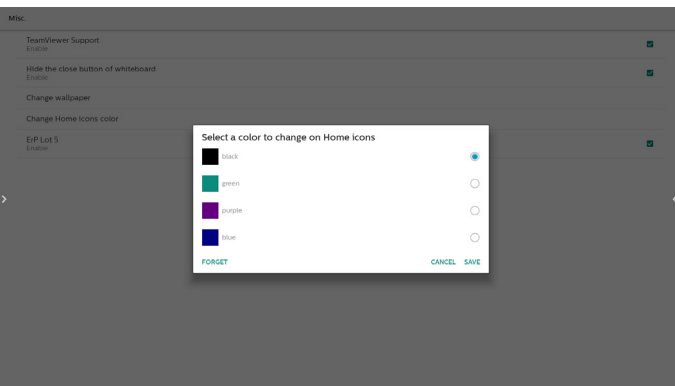 Misc.
TeamViewer Support
Enable
Hide the close button of whiteboard
Enable
Change wallpaper
Change Home icons color
ErP Lot 5
Enable
Select a color to change on Home icons
black
green
purple
blue
FORGET CANCEL SAVE